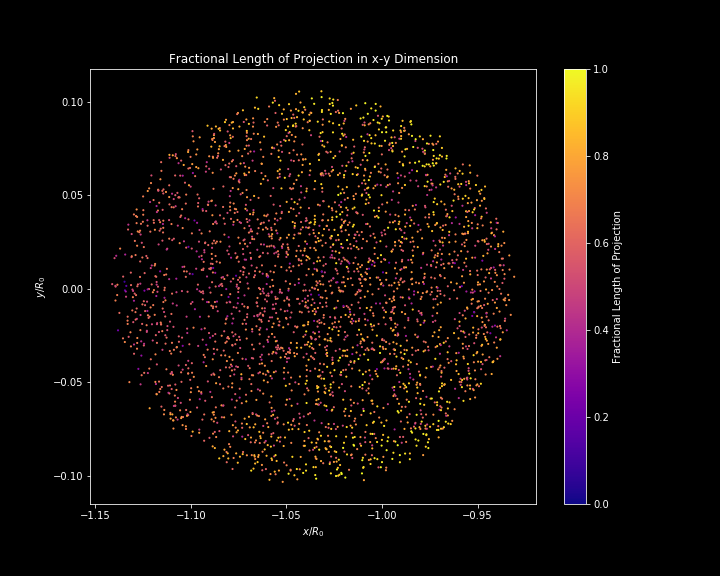 Fractional Length of Projection in x-y Dimension
1.0
0.10
0.8
0.05
0.6
y/R₀
0.00
Fractional Length of Projection
0.4
−0.05
0.2
−0.10
0.0
−1.15 −1.10 −1.05 −1.00 −0.95
x/R₀